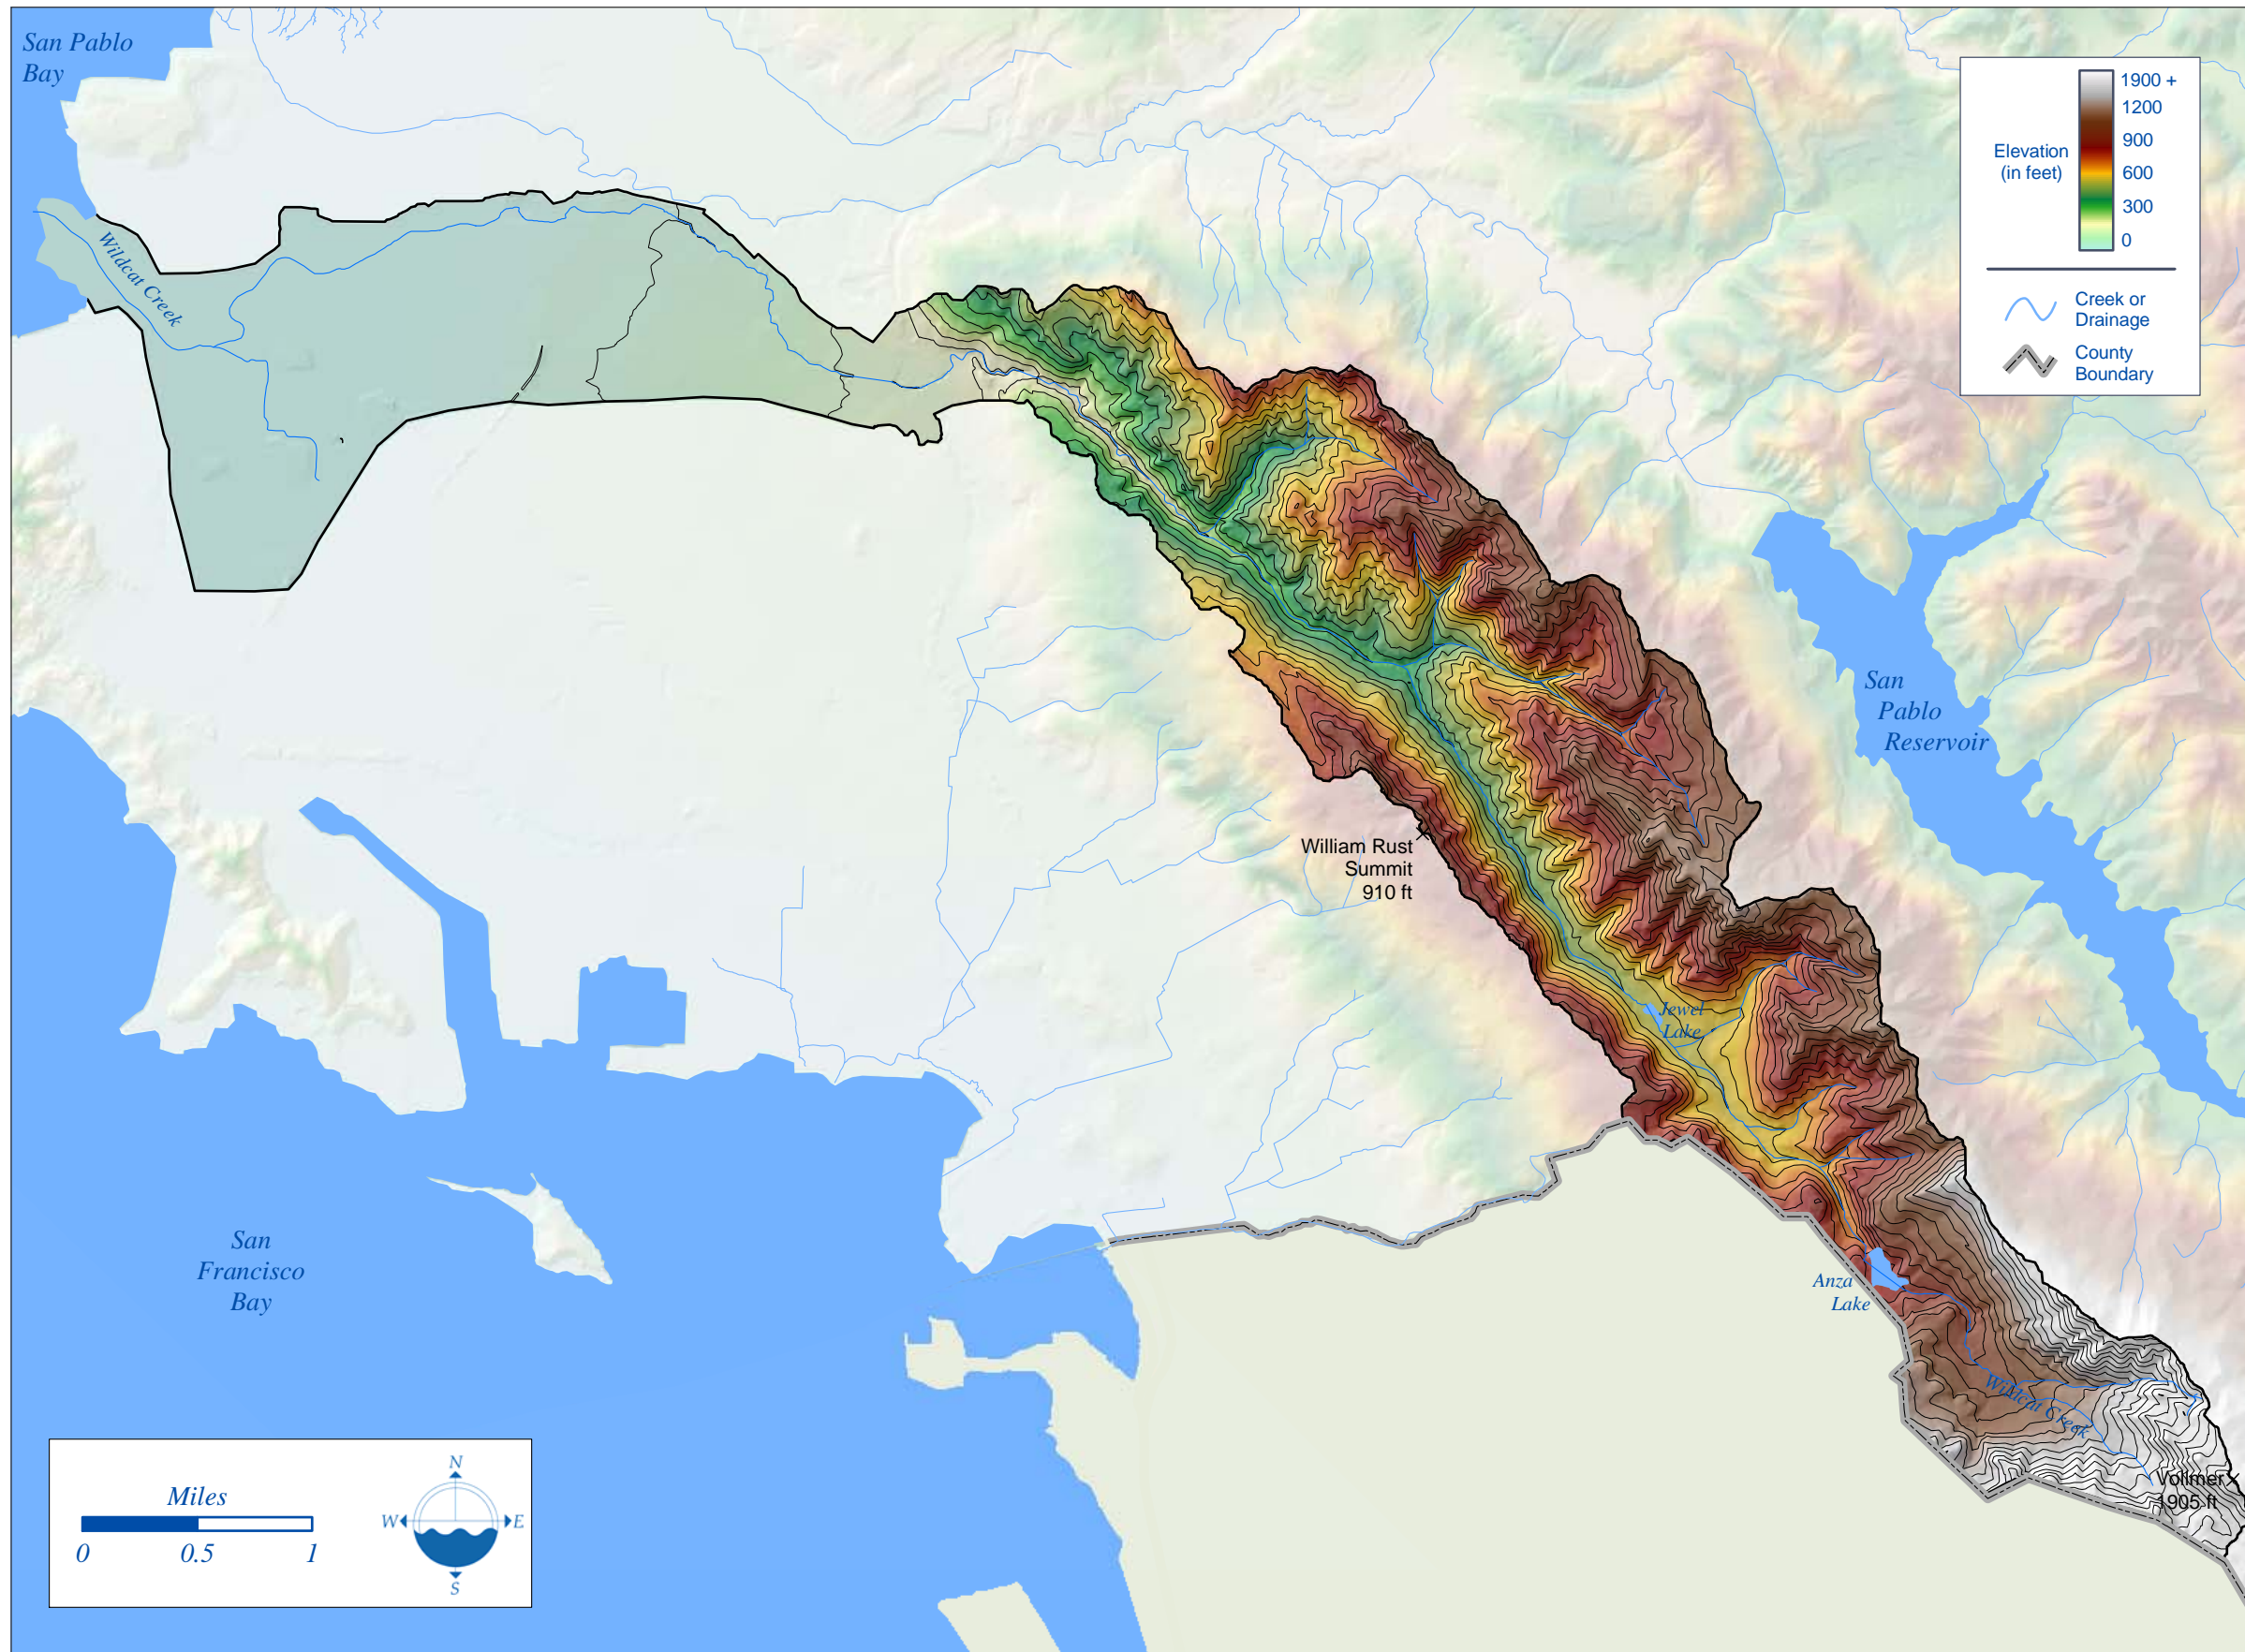 San Pablo
Bay
1900 +
1200
900
600
300
0
Elevation
(in feet)
Creek or
Drainage
County
Boundary
Wildcat Creek
San
Pablo
Reservoir
William Rust
Summit
910 ft
Jewel
Lake
San
Francisco
Bay
Anza
Lake
Wildcat Creek
Vollmer
1905 ft
Miles
0 0.5 1
N
W E
S